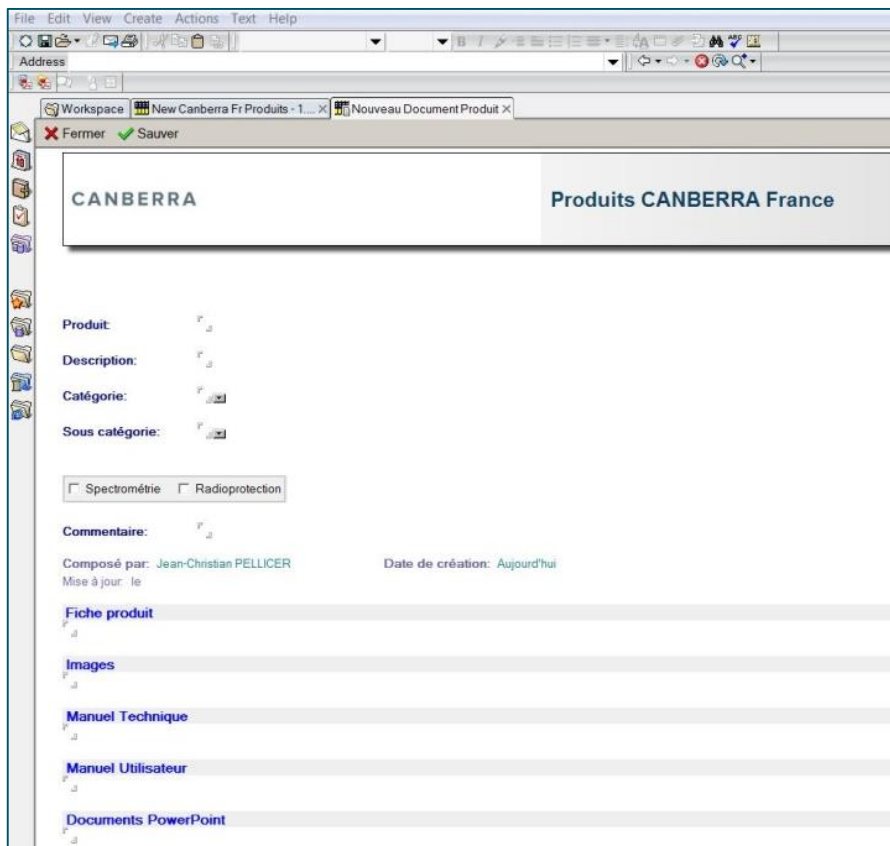 File Edit View Create Actions Text Help
Address
Workspace New Canberra Fr Produits - 1.... Nouveau Document Produit
Fermer Sauver
CANBERRA Produits CANBERRA France
Produit:
Description:
Catégorie:
Sous catégorie:
Spectrométrie Radioprotection
Commentaire:
Composé par: Jean-Christian PELLICER Date de création: Aujourd'hui
Mise à jour: le
Fiche produit
Images
Manuel Technique
Manuel Utilisateur
Documents PowerPoint